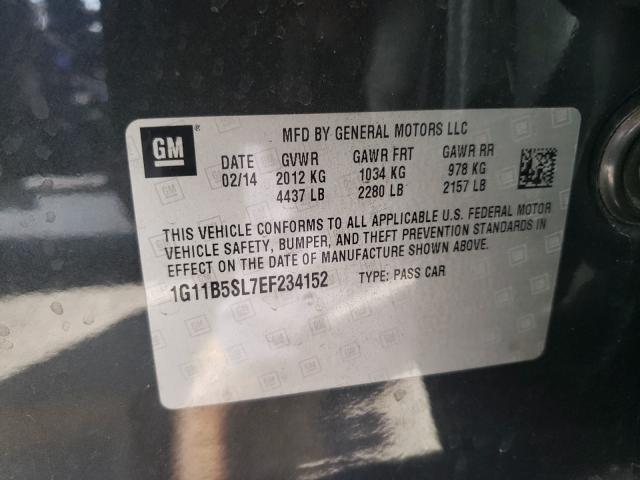 GM ®
MFD BY GENERAL MOTORS LLC
DATE GVWR GAWR FRT GAWR RR
02/14 2012 KG 1034 KG 978 KG
4437 LB 2280 LB 2157 LB
THIS VEHICLE CONFORMS TO ALL APPLICABLE U.S. FEDERAL MOTOR
VEHICLE SAFETY, BUMPER, AND THEFT PREVENTION STANDARDS IN
EFFECT ON THE DATE OF MANUFACTURE SHOWN ABOVE.
1G11B5SL7EF234152 TYPE: PASS CAR